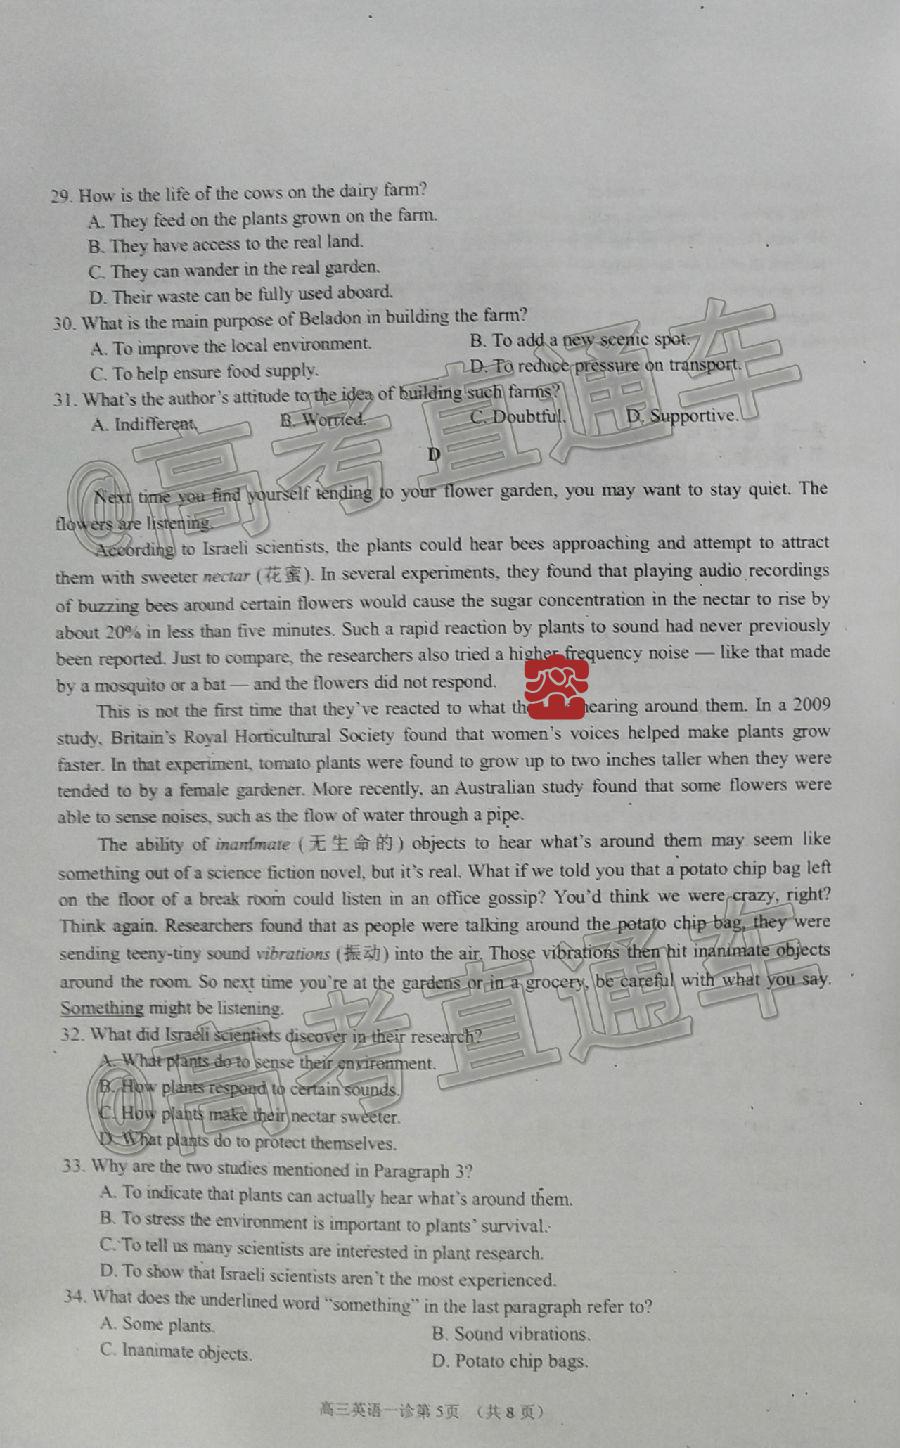 29. How is the life of the cows on the dairy farm?
A. They feed on the plants grown on the farm.
B. They have access to the real land.
C. They can wander in the real garden.
D. Their waste can be fully used aboard.
30. What is the main purpose of Beladon in building the farm?
A. To improve the local environment. B. To add a new scenic spot.
C. To help ensure food supply. D. To reduce pressure on transport.
31. What's the author's attitude to the idea of building such farms?
A. Indifferent. B. Worried. C. Doubtful. D. Supportive.
D
Next time you find yourself tending to your flower garden, you may want to stay quiet. The
flowers are listening.
According to Israeli scientists, the plants could hear bees approaching and attempt to attract
them with sweeter nectar (花蜜). In several experiments, they found that playing audio recordings
of buzzing bees around certain flowers would cause the sugar concentration in the nectar to rise by
about 20% in less than five minutes. Such a rapid reaction by plants to sound had never previously
been reported. Just to compare, the researchers also tried a higher frequency noise — like that made
by a mosquito or a bat — and the flowers did not respond.
This is not the first time that they've reacted to what hearing around them. In a 2009
study, Britain's Royal Horticultural Society found that women's voices helped make plants grow
faster. In that experiment, tomato plants were found to grow up to two inches taller when they were
tended to by a female gardener. More recently, an Australian study found that some flowers were
able to sense noises, such as the flow of water through a pipe.
The ability of inanimate (无生命的) objects to hear what's around them may seem like
something out of a science fiction novel, but it's real. What if we told you that a potato chip bag left
on the floor of a break room could listen in an office gossip? You'd think we were crazy, right?
Think again. Researchers found that as people were talking around the potato chip bag, they were
sending teeny-tiny sound vibrations (振动) into the air. Those vibrations then hit inanimate objects
around the room. So next time you're at the gardens or in a grocery, be careful with what you say.
Something might be listening.
32. What did Israeli scientists discover in their research?
A. What plants do to sense their environment.
B. How plants respond to certain sounds.
C. How plants make their nectar sweeter.
D. What plants do to protect themselves.
33. Why are the two studies mentioned in Paragraph 3?
A. To indicate that plants can actually hear what's around them.
B. To stress the environment is important to plants' survival.
C. To tell us many scientists are interested in plant research.
D. To show that Israeli scientists aren't the most experienced.
34. What does the underlined word "something" in the last paragraph refer to?
A. Some plants. B. Sound vibrations.
C. Inanimate objects. D. Potato chip bags.
高三英语一诊第5页 (共8页)
@高考直通车
@高考直通车